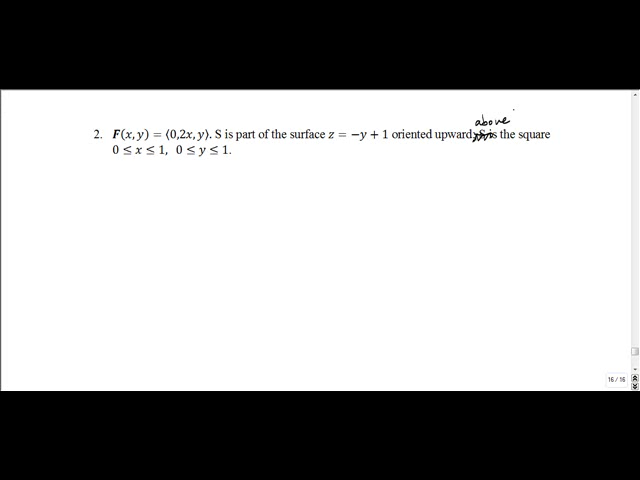 above
2. F(x, y) = ⟨0,2x, y⟩. S is part of the surface z = −y + 1 oriented upward is the square
0 ≤ x ≤ 1, 0 ≤ y ≤ 1.
16 / 16